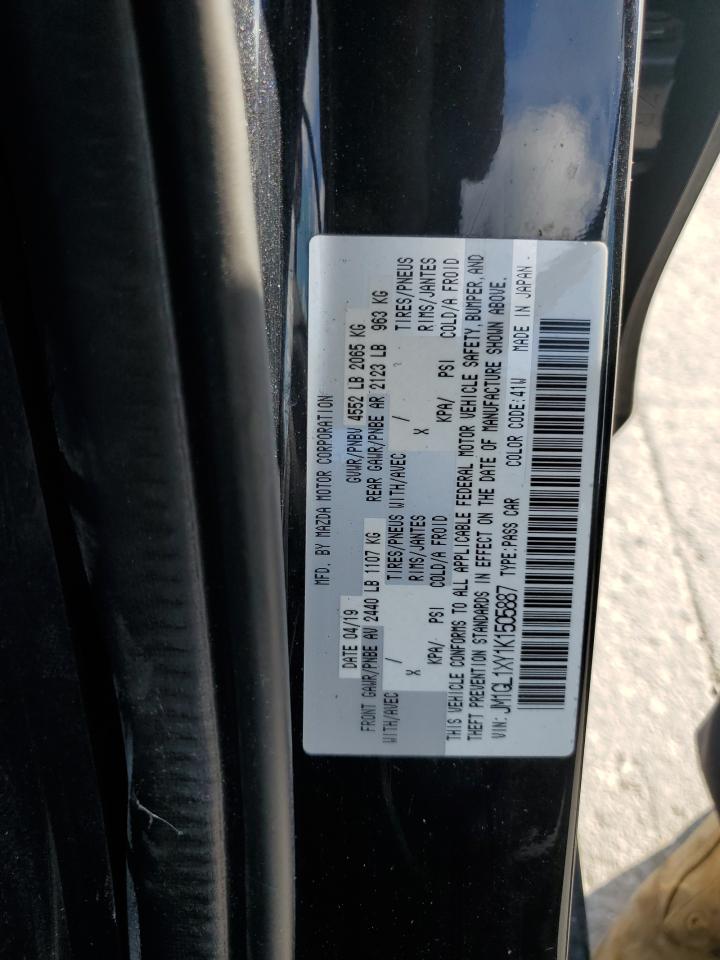 MFD. BY MAZDA MOTOR CORPORATION
DATE 04/19 GVWR/PNBV 4552 LB 2065 KG
FRONT GAWR/PNBE AV 2440 LB 1107 KG REAR GAWR/PNBE AR 2123 LB 963 KG
WITH/AVEC / TIRES/PNEUS WITH/AVEC / TIRES/PNEUS
X RIMS/JANTES X RIMS/JANTES
KPA/ PSI COLD/A FROID KPA/ PSI COLD/A FROID
THIS VEHICLE CONFORMS TO ALL APPLICABLE FEDERAL MOTOR VEHICLE SAFETY, BUMPER, AND
THEFT PREVENTION STANDARDS IN EFFECT ON THE DATE OF MANUFACTURE SHOWN ABOVE.
VIN: JM1GL1XY1K1505887 TYPE:PASS CAR COLOR CODE:41W MADE IN JAPAN